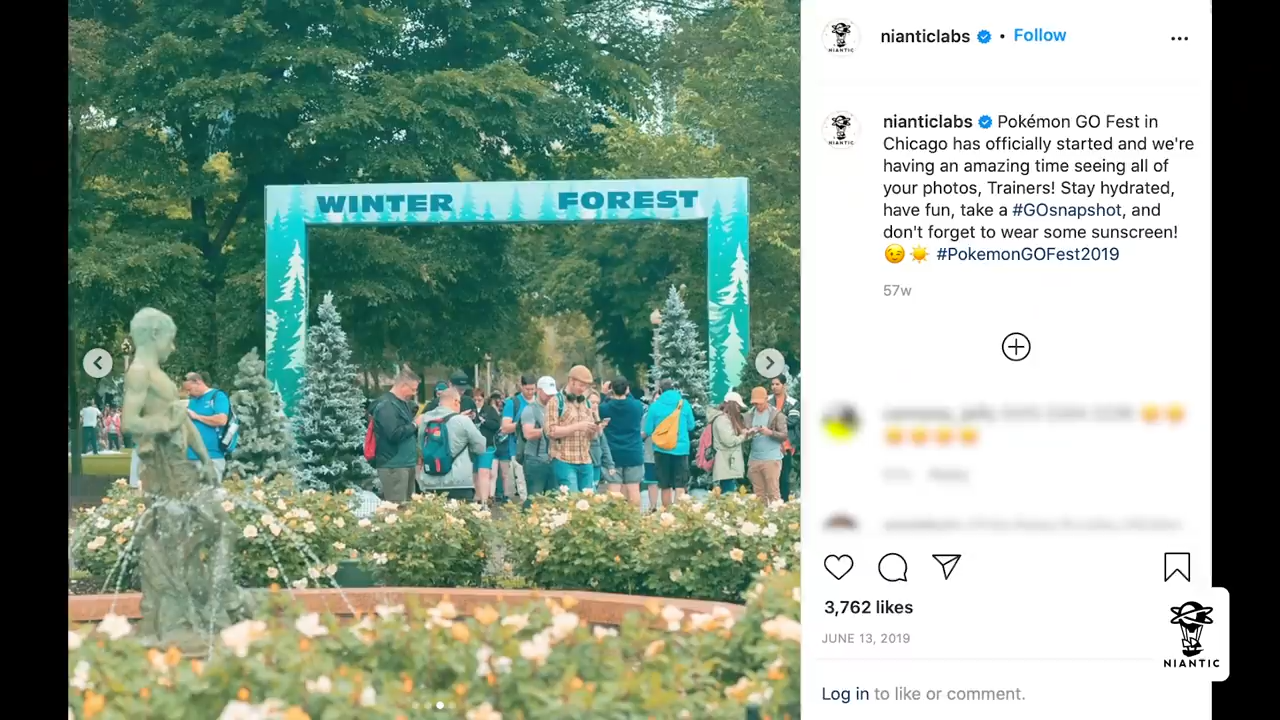 WINTER FOREST
nianticlabs • Follow
NIANTIC
nianticlabs Pokémon GO Fest in
Chicago has officially started and we're
having an amazing time seeing all of
your photos, Trainers! Stay hydrated,
have fun, take a #GOsnapshot, and
don't forget to wear some sunscreen!
😉 ☀️ #PokemonGOFest2019
NIANTIC
57w
3,762 likes
JUNE 13, 2019
NIANTIC
Log in to like or comment.